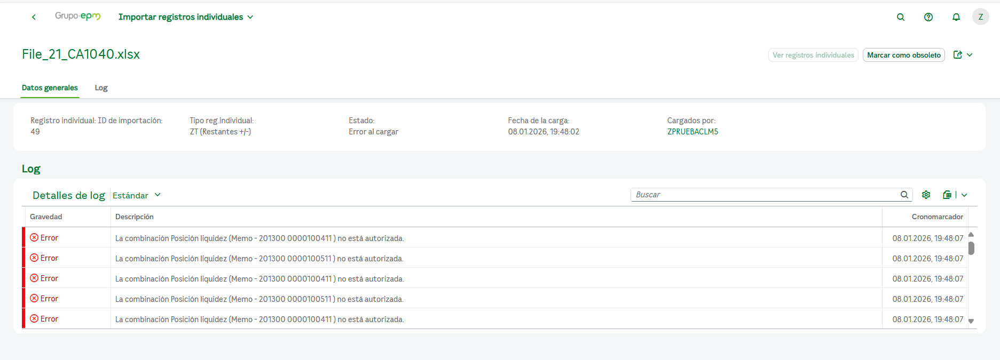 Grupo·epm Importar registros individuales Z
File_21_CA1040.xlsx
Ver registros individuales Marcar como obsoleto
Datos generales Log
Registro individual: ID de importación: Tipo reg.individual: Estado: Fecha de la carga: Cargados por:
49 ZT (Restantes +/-) Error al cargar 08.01.2026, 19:48:02 ZPRUEBACLM5
Log
Detalles de log Estándar Buscar
Gravedad Descripción Cronomarcador
Error La combinación Posición liquidez (Memo - 201300 0000100411 ) no está autorizada. 08.01.2026, 19:48:07
Error La combinación Posición liquidez (Memo - 201300 0000100511 ) no está autorizada. 08.01.2026, 19:48:07
Error La combinación Posición liquidez (Memo - 201300 0000100411 ) no está autorizada. 08.01.2026, 19:48:07
Error La combinación Posición liquidez (Memo - 201300 0000100511 ) no está autorizada. 08.01.2026, 19:48:07
Error La combinación Posición liquidez (Memo - 201300 0000100411 ) no está autorizada. 08.01.2026, 19:48:07